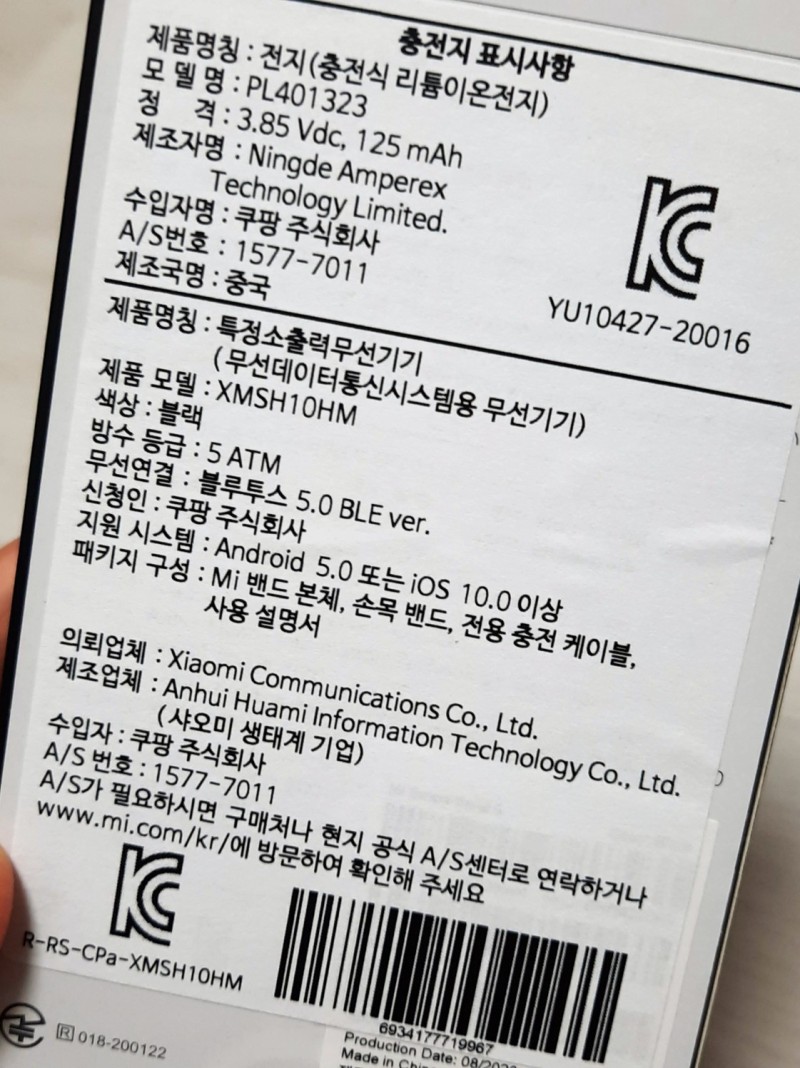 충전지 표시사항
제품명칭 : 전지(충전식 리튬이온전지)
모 델 명 : PL401323
정 격 : 3.85 Vdc, 125 mAh
제조자명 : Ningde Amperex
Technology Limited.
수입자명 : 쿠팡 주식회사
A/S번호 : 1577-7011
제조국명 : 중국
YU10427-20016
제품명칭 : 특정소출력무선기기
(무선데이터통신시스템용 무선기기)
제품 모델 : XMSH10HM
색상 : 블랙
방수 등급 : 5 ATM
무선연결 : 블루투스 5.0 BLE ver.
신청인 : 쿠팡 주식회사
지원 시스템 : Android 5.0 또는 iOS 10.0 이상
패키지 구성 : Mi 밴드 본체, 손목 밴드, 전용 충전 케이블,
사용 설명서
의뢰업체 : Xiaomi Communications Co., Ltd.
제조업체 : Anhui Huami Information Technology Co., Ltd.
(샤오미 생태계 기업)
수입자 : 쿠팡 주식회사
A/S 번호 : 1577-7011
A/S가 필요하시면 구매처나 현지 공식 A/S센터로 연락하거나
www.mi.com/kr/에 방문하여 확인해 주세요
R-RS-CPa-XMSH10HM
6934177719967
Production Date: 08/
Made in
R 018-200122